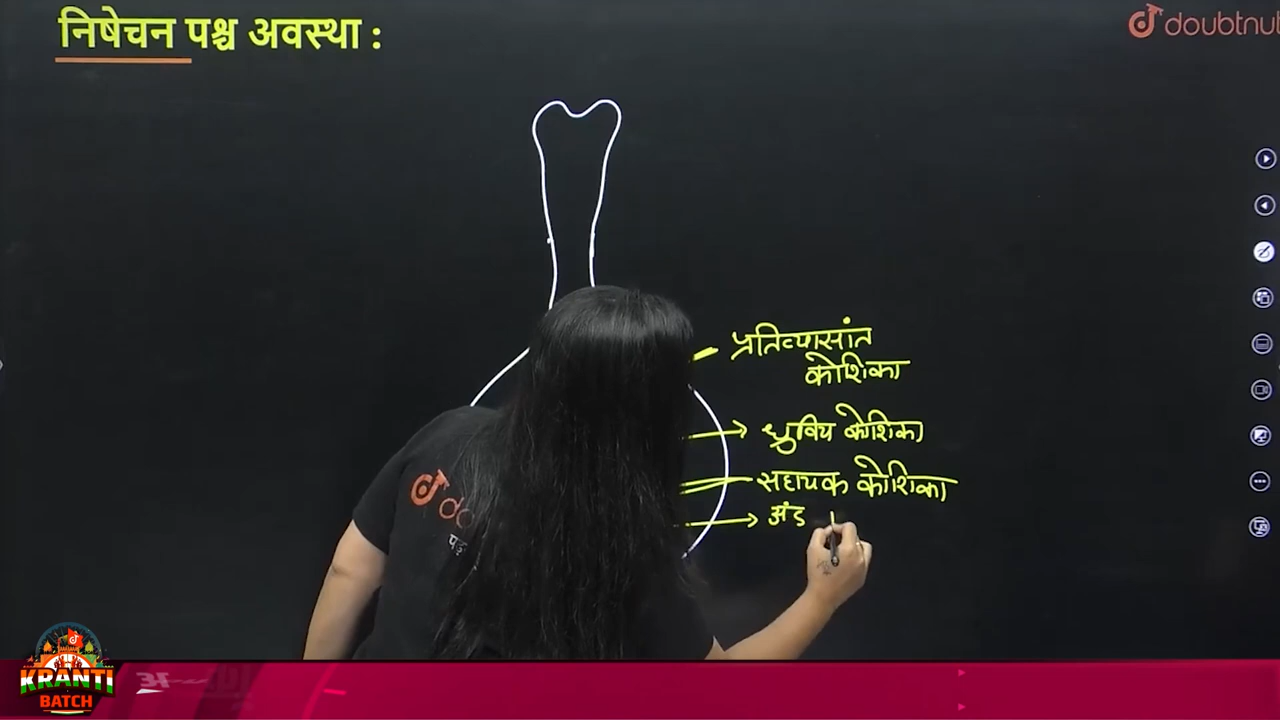 निषेचन पश्च अवस्था :
doubtnut
प्रतिव्यासांत
कोशिका
ध्रुविय कोशिका
सहायक कोशिका
अंड
KRANTI
BATCH